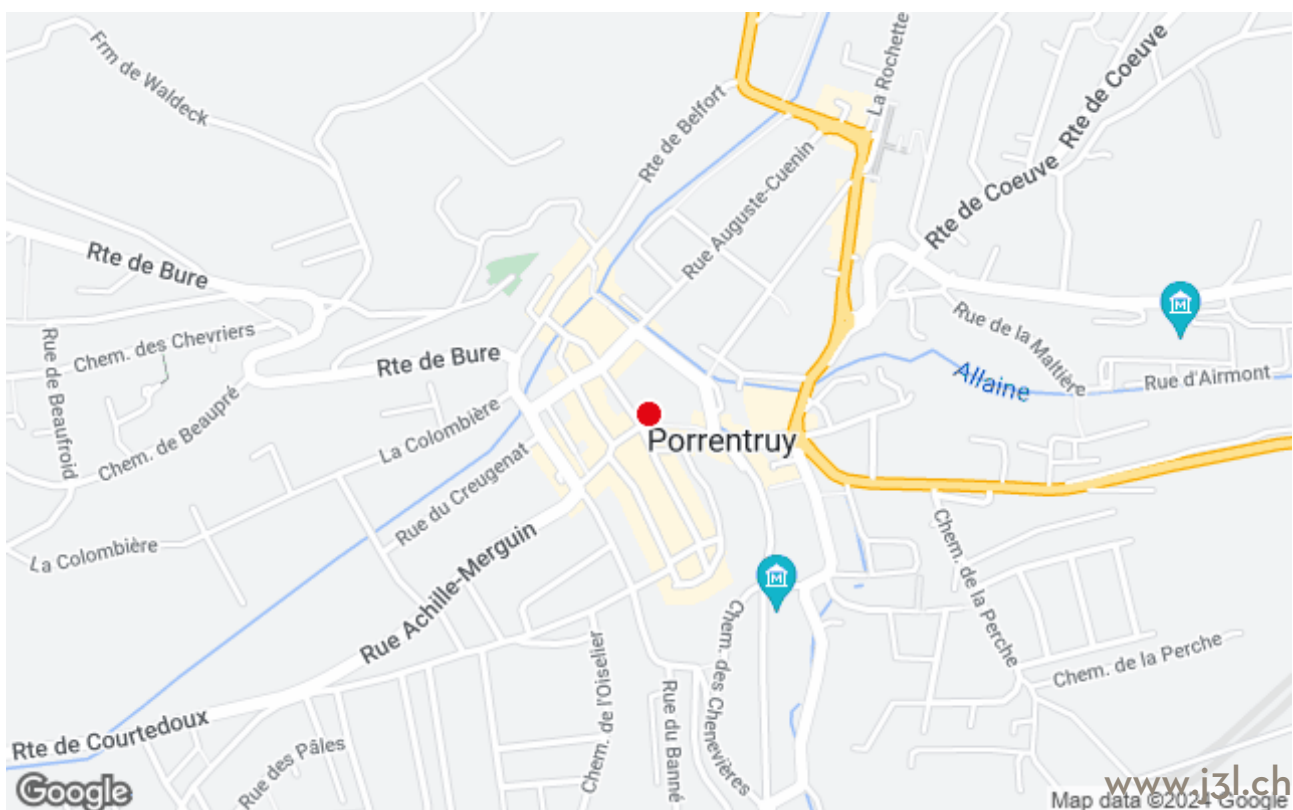 Frm de Waldeck
Rte de Belfort
La Rochette
Rte de Coeuve
Rte de Coeuve
Rue Auguste-Cuenin
Rte de Bure
Chem. des Chevriers
Rue de Beaufroid
Chem. de Beaupré
Rte de Bure
La Colombière
Rue de la Maltière
M
Allaine
Rue d'Airmont
Porrentruy
Rue du Creugenat
La Colombière
Rue Achille-Merguin
M
Chem. de la Perche
Chem. de la Perche
Chem. des Chenevières
Chem. de l'Oiselier
Rue du Banné
Rte de Courtedoux
Rue des Pâles
Google
www.j3l.ch
Map data ©2024 Google